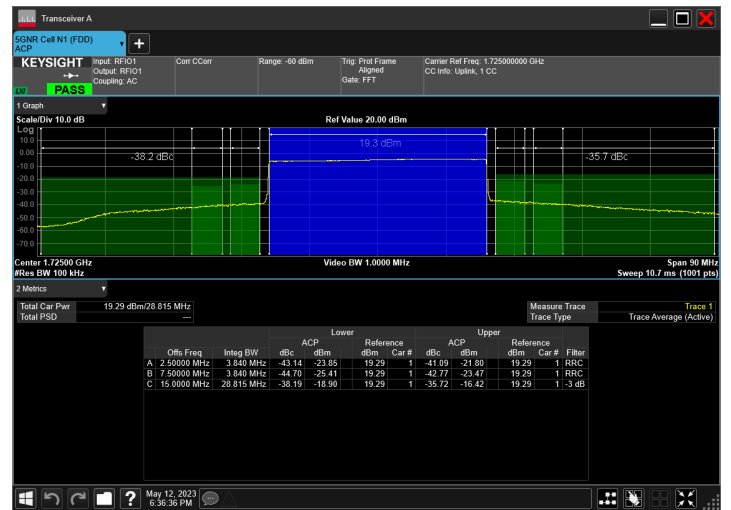 Transceiver A
5GNR Cell N1 (FDD)
ACP
KEYSIGHT
LXI
PASS
Input: RFIO1
Output: RFIO1
Coupling: AC
Corr CCorr
Range: -60 dBm
Trig: Prot Frame
Aligned
Gate: FFT
Carrier Ref Freq: 1.725000000 GHz
CC Info: Uplink, 1 CC
1 Graph
Scale/Div 10.0 dB
Ref Value 20.00 dBm
Log
10.0
0.00
-10.0
-20.0
-30.0
-40.0
-50.0
-60.0
-70.0
-38.2 dBc
19.3 dBm
-35.7 dBc
Center 1.72500 GHz
Video BW 1.0000 MHz
Span 90 MHz
#Res BW 100 kHz
Sweep 10.7 ms (1001 pts)
2 Metrics
Total Car Pwr 19.29 dBm/28.815 MHz
Total PSD ---
Measure Trace Trace 1
Trace Type Trace Average (Active)
Lower Upper
ACP Reference ACP Reference
Offs Freq Integ BW dBc dBm dBm Car # dBc dBm dBm Car # Filter
A 2.50000 MHz 3.840 MHz -43.14 -23.85 19.29 1 -41.09 -21.80 19.29 1 RRC
B 7.50000 MHz 3.840 MHz -44.70 -25.41 19.29 1 -42.77 -23.47 19.29 1 RRC
C 15.0000 MHz 28.815 MHz -38.19 -18.90 19.29 1 -35.72 -16.42 19.29 1 -3 dB
May 12, 2023
6:36:36 PM